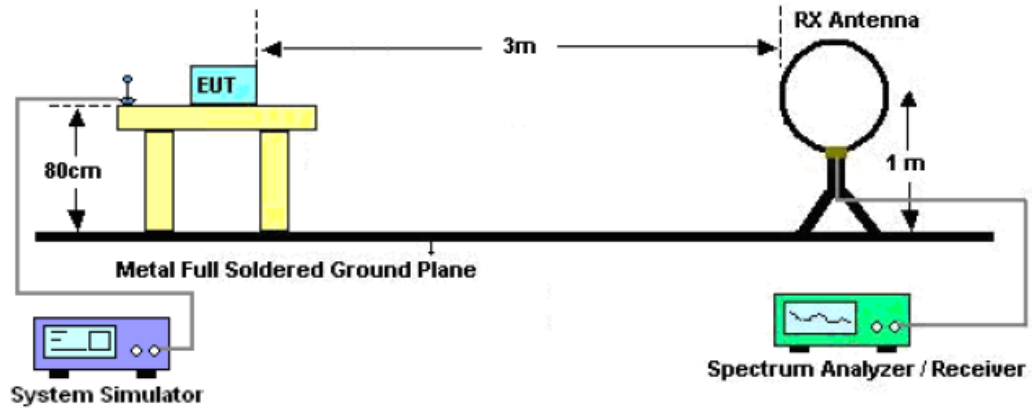 RX Antenna
3m
EUT
80cm
1 m
Metal Full Soldered Ground Plane
System Simulator
Spectrum Analyzer / Receiver